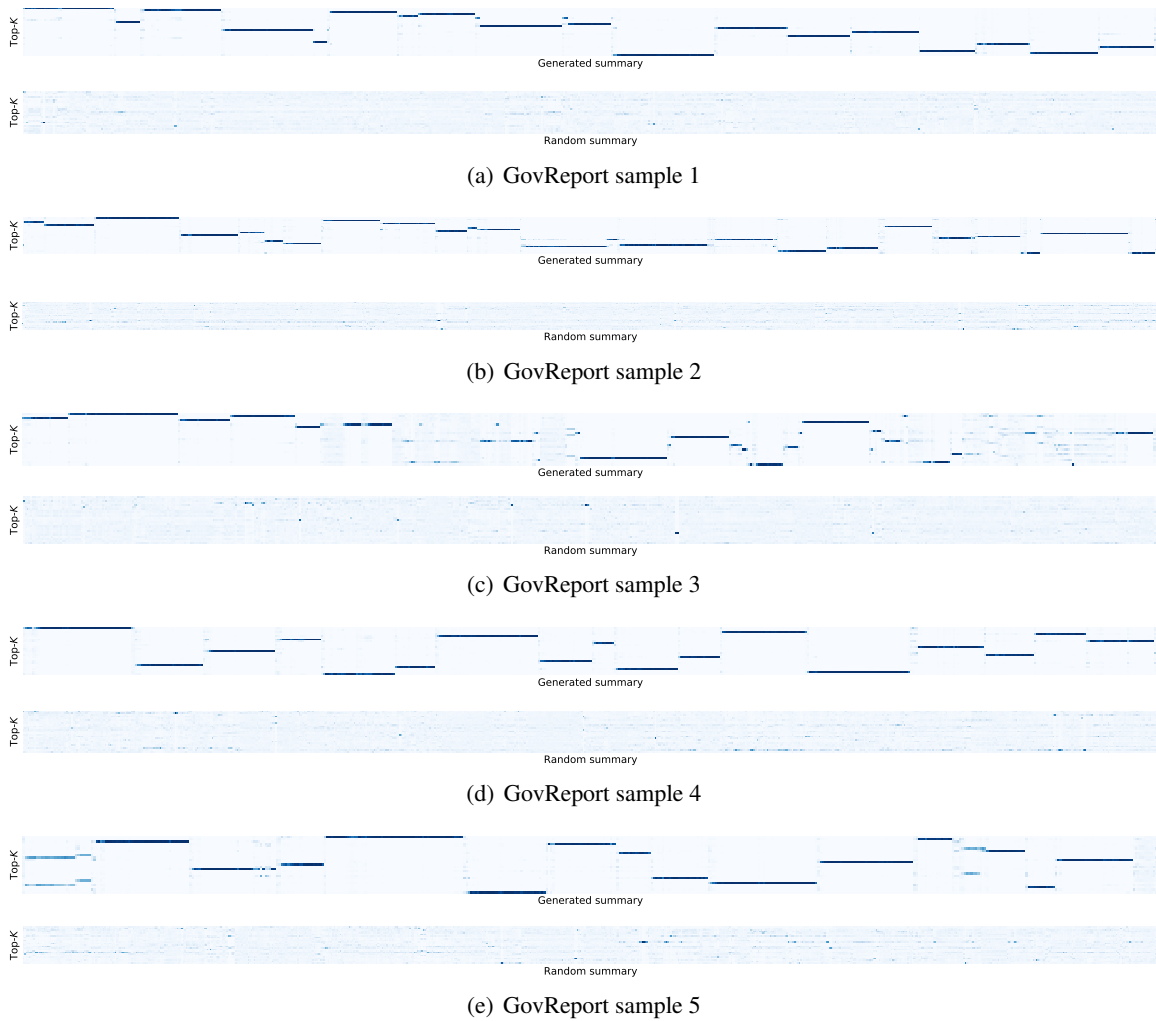 Top-K
Generated summary
Top-K
Random summary
(a) GovReport sample 1
Top-K
Generated summary
Top-K
Random summary
(b) GovReport sample 2
Top-K
Generated summary
Top-K
Random summary
(c) GovReport sample 3
Top-K
Generated summary
Top-K
Random summary
(d) GovReport sample 4
Top-K
Generated summary
Top-K
Random summary
(e) GovReport sample 5